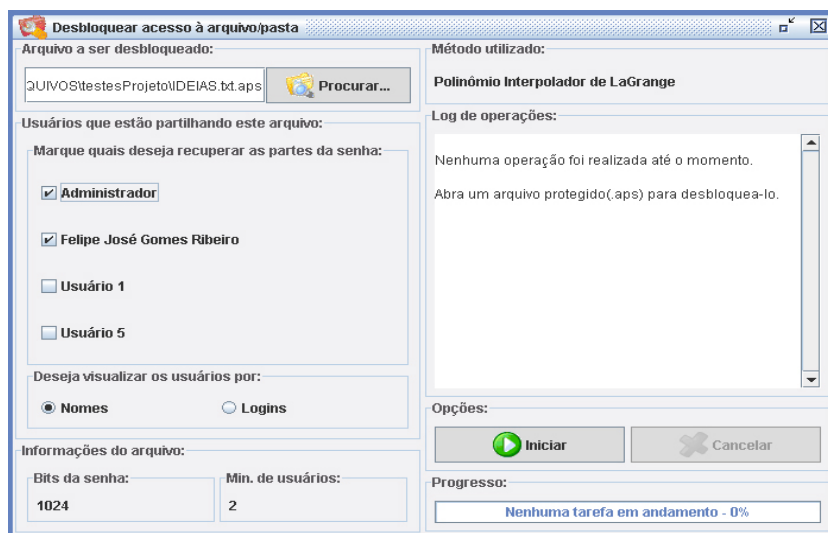 Desbloquear acesso à arquivo/pasta
Arquivo a ser desbloqueado:
QUIVOS\testesProjeto\IDEIAS.txt.aps
Procurar...
Usuários que estão partilhando este arquivo:
Marque quais deseja recuperar as partes da senha:
Administrador
Felipe José Gomes Ribeiro
Usuário 1
Usuário 5
Deseja visualizar os usuários por:
Nomes
Logins
Informações do arquivo:
Bits da senha:
1024
Min. de usuários:
2
Método utilizado:
Polinômio Interpolador de LaGrange
Log de operações:
Nenhuma operação foi realizada até o momento.
Abra um arquivo protegido(.aps) para desbloquea-lo.
Opções:
Iniciar
Cancelar
Progresso:
Nenhuma tarefa em andamento - 0%